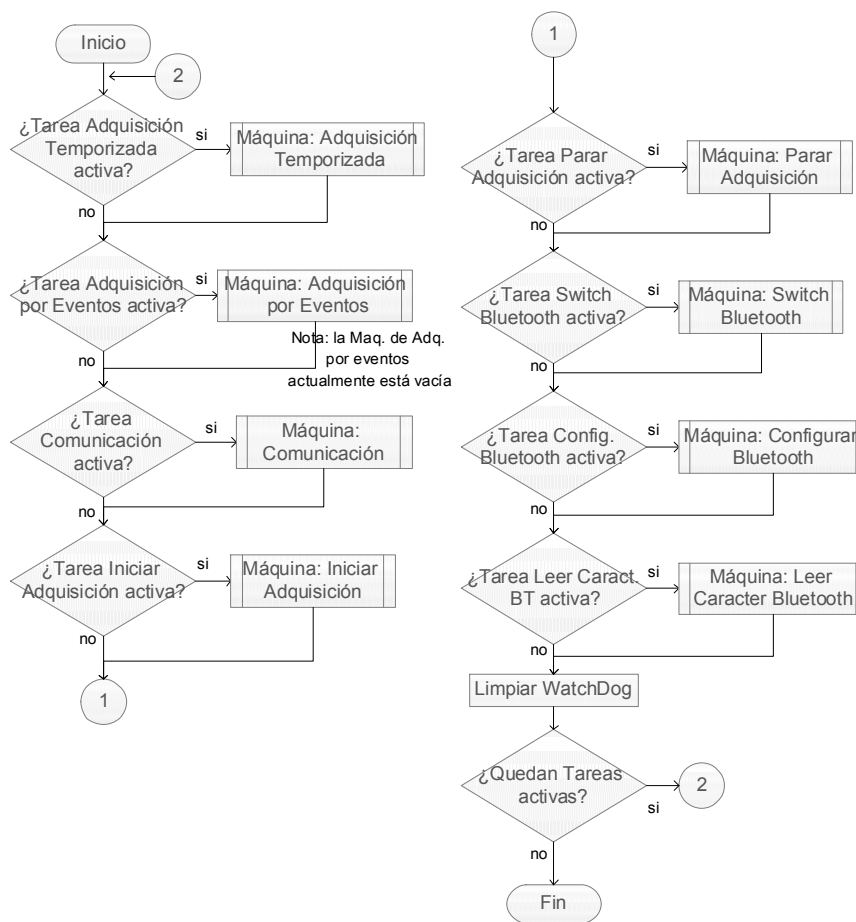 Inicio
2
¿Tarea Adquisición
Temporizada
activa?
si
Máquina: Adquisición
Temporizada
no
¿Tarea Adquisición
por Eventos activa?
si
Máquina: Adquisición
por Eventos
Nota: la Maq. de Adq.
por eventos
actualmente está vacía
no
¿Tarea
Comunicación
activa?
si
Máquina:
Comunicación
no
¿Tarea Iniciar
Adquisición activa?
si
Máquina: Iniciar
Adquisición
no
1
1
¿Tarea Parar
Adquisición activa?
si
Máquina: Parar
Adquisición
no
¿Tarea Switch
Bluetooth activa?
si
Máquina: Switch
Bluetooth
no
¿Tarea Config.
Bluetooth activa?
si
Máquina: Configurar
Bluetooth
no
¿Tarea Leer Caract.
BT activa?
si
Máquina: Leer
Caracter Bluetooth
no
Limpiar WatchDog
¿Quedan Tareas
activas?
si
2
no
Fin